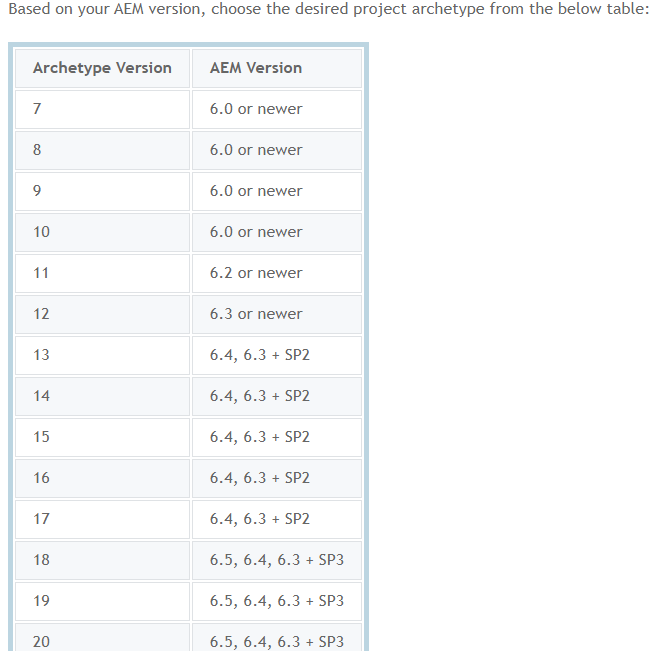 Based on your AEM version, choose the desired project archetype from the below table:
Archetype Version AEM Version
7 6.0 or newer
8 6.0 or newer
9 6.0 or newer
10 6.0 or newer
11 6.2 or newer
12 6.3 or newer
13 6.4, 6.3 + SP2
14 6.4, 6.3 + SP2
15 6.4, 6.3 + SP2
16 6.4, 6.3 + SP2
17 6.4, 6.3 + SP2
18 6.5, 6.4, 6.3 + SP3
19 6.5, 6.4, 6.3 + SP3
20 6.5, 6.4, 6.3 + SP3